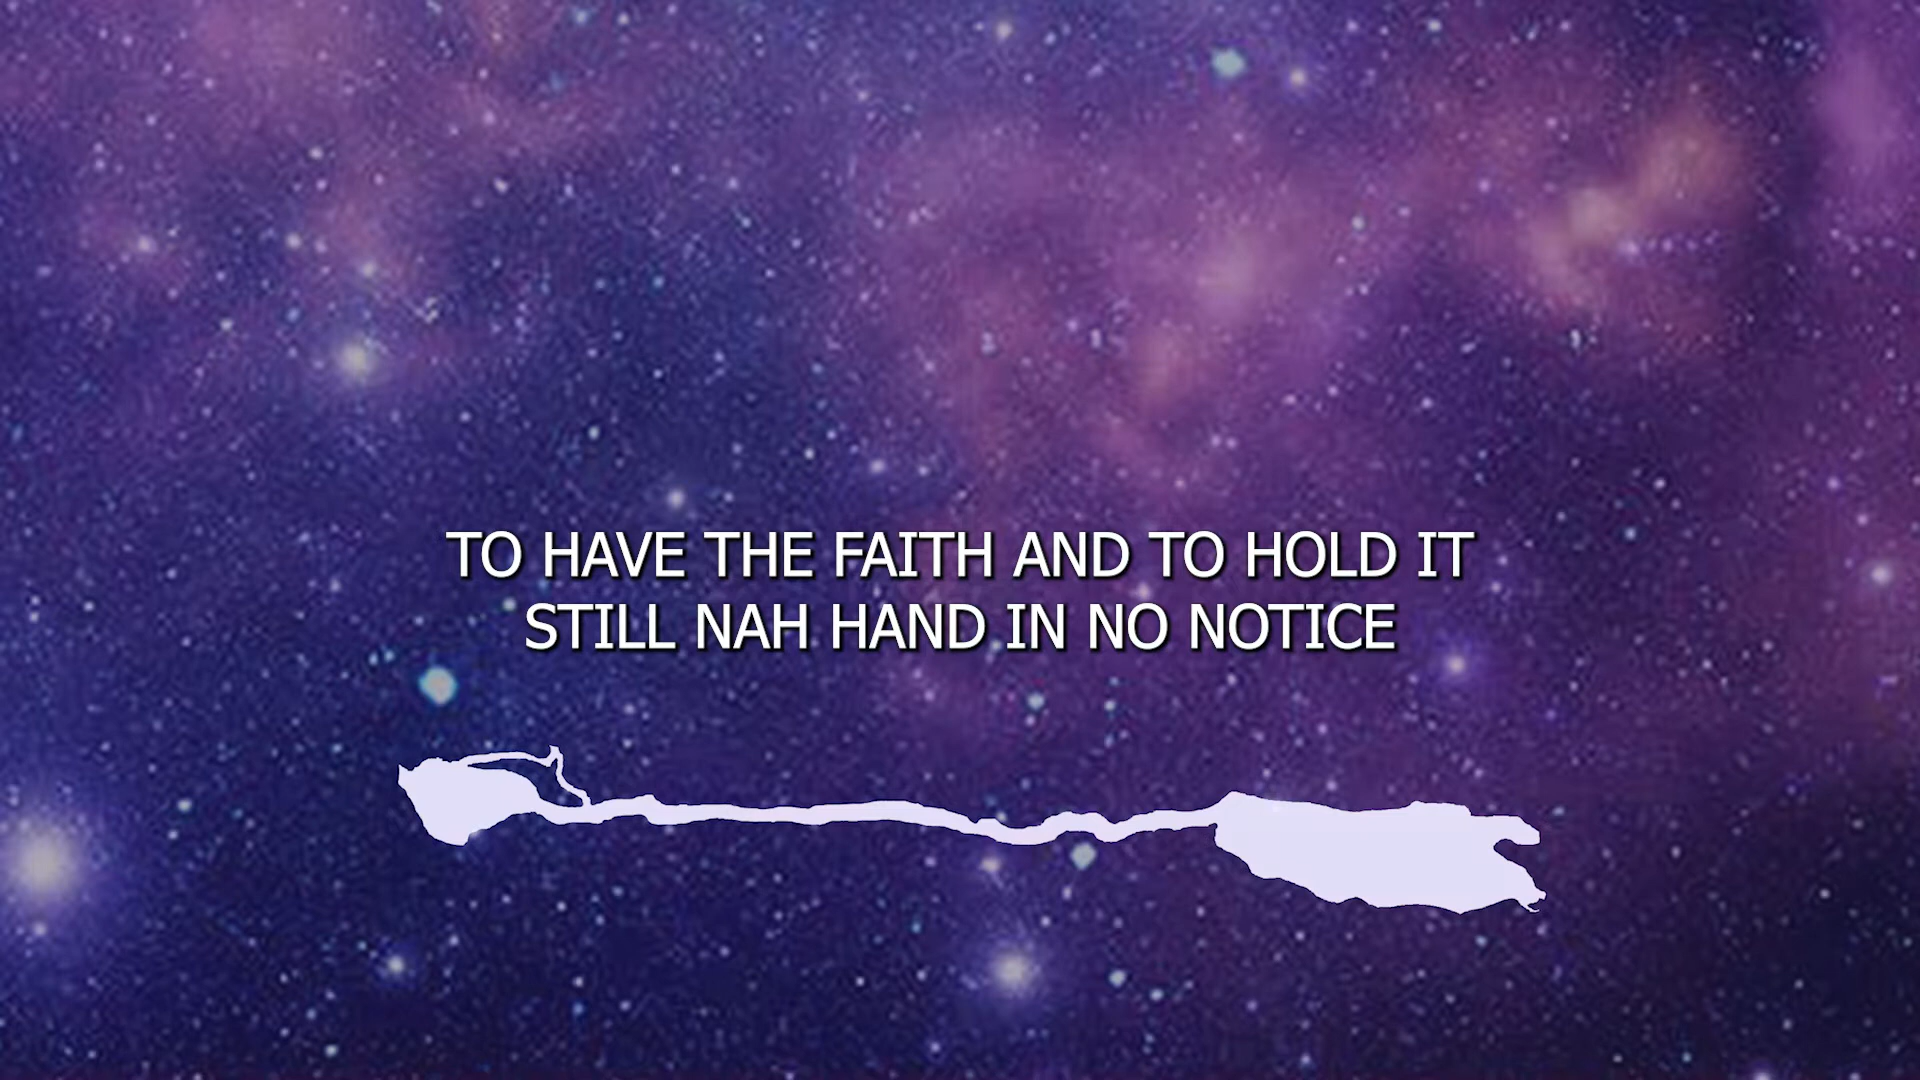 TO HAVE THE FAITH AND TO HOLD IT
STILL NAH HAND IN NO NOTICE